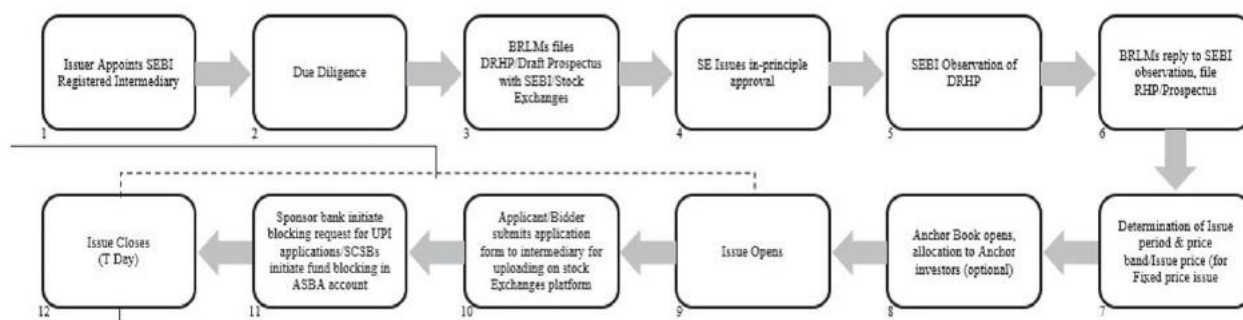 Issuer Appoints SEBI
Registered Intermediary
1
Due Diligence
2
BRLMs files
DRHP/Draft Prospectus
with SEBI/Stock
Exchanges
3
SE Issues in-principle
approval
4
SEBI Observation of
DRHP
5
BRLMs reply to SEBI
observation, file
RHP/Prospectus
6
Determination of Issue
period & price
band/Issue price (for
Fixed price issue
7
Anchor Book opens,
allocation to Anchor
investors (optional)
8
Issue Opens
9
Applicant/Bidder
submits application
form to intermediary for
uploading on stock
Exchanges platform
10
Sponsor bank initiate
blocking request for UPI
applications/SCSBs
initiate fund blocking in
ASBA account
11
Issue Closes
(T Day)
12